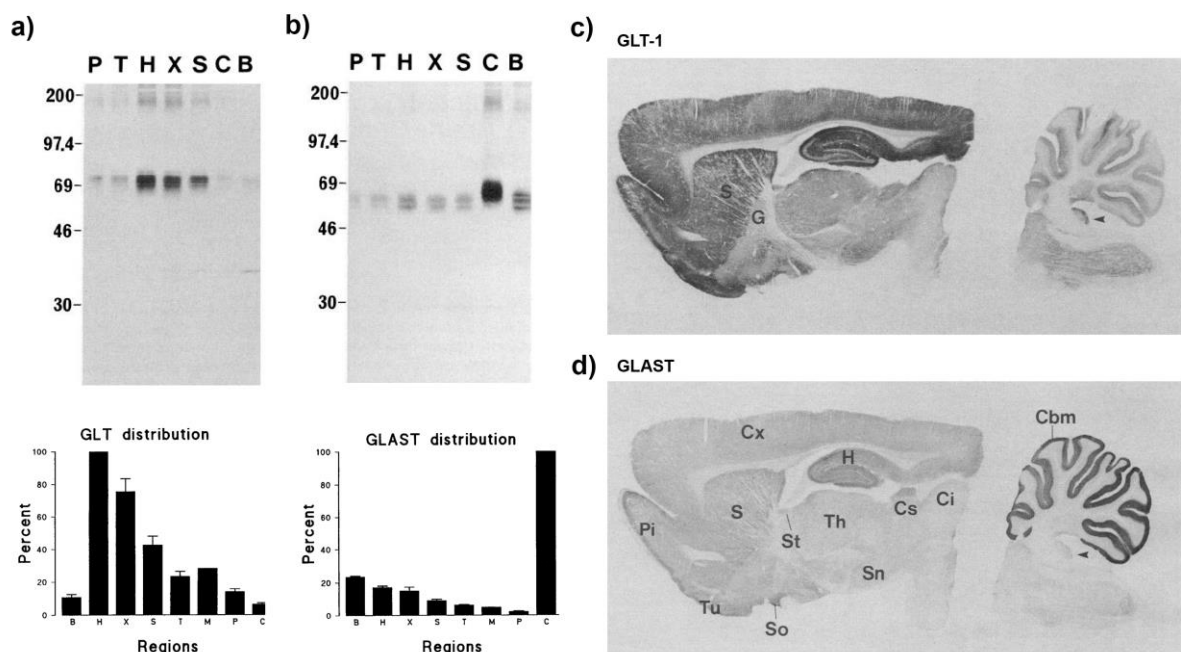 a)
P T H X S C B
200-
97.4-
69-
46-
30-
GLT distribution
Percent
100
80
60
40
20
0
B H X S T M P C
Regions
b)
P T H X S C B
200-
97.4-
69-
46-
30-
GLAST distribution
Percent
100
80
60
40
20
0
B H X S T M P C
Regions
c)
GLT-1
S
G
d)
GLAST
Cbm
Cx
H
Ci
Cs
S
Th
Pi
St
Sn
Tu
So